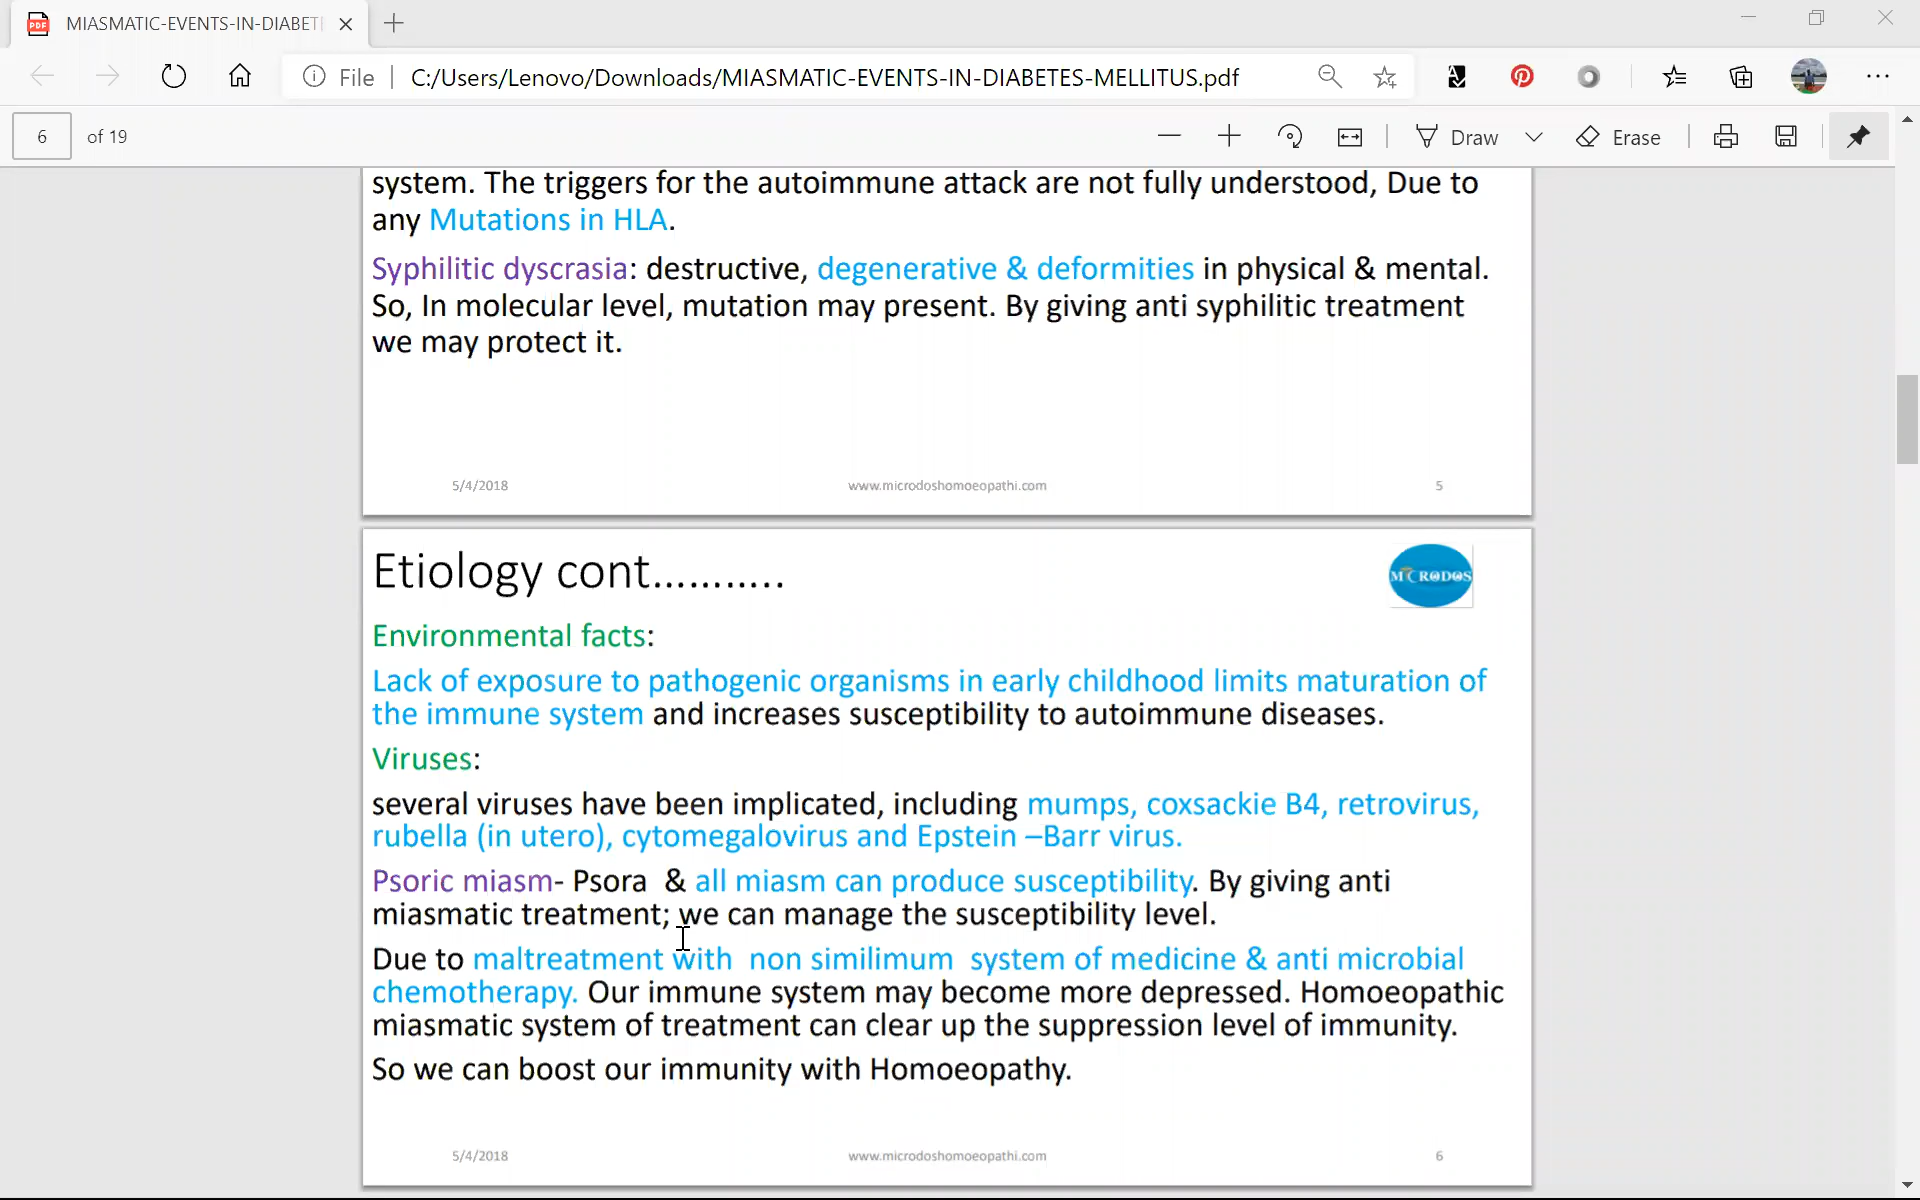 MIASMATIC-EVENTS-IN-DIABETI
File
C:/Users/Lenovo/Downloads/MIASMATIC-EVENTS-IN-DIABETES-MELLITUS.pdf
6 of 19
Draw
Erase
system. The triggers for the autoimmune attack are not fully understood, Due to
any Mutations in HLA.
Syphilitic dyscrasia: destructive, degenerative & deformities in physical & mental.
So, In molecular level, mutation may present. By giving anti syphilitic treatment
we may protect it.
5/4/2018 www.microdoshomoeopathi.com 5
Etiology cont...........
MICRODOS
Environmental facts:
Lack of exposure to pathogenic organisms in early childhood limits maturation of
the immune system and increases susceptibility to autoimmune diseases.
Viruses:
several viruses have been implicated, including mumps, coxsackie B4, retrovirus,
rubella (in utero), cytomegalovirus and Epstein –Barr virus.
Psoric miasm- Psora & all miasm can produce susceptibility. By giving anti
miasmatic treatment; we can manage the susceptibility level.
Due to maltreatment with non similimum system of medicine & anti microbial
chemotherapy. Our immune system may become more depressed. Homoeopathic
miasmatic system of treatment can clear up the suppression level of immunity.
So we can boost our immunity with Homoeopathy.
5/4/2018 www.microdoshomoeopathi.com 6